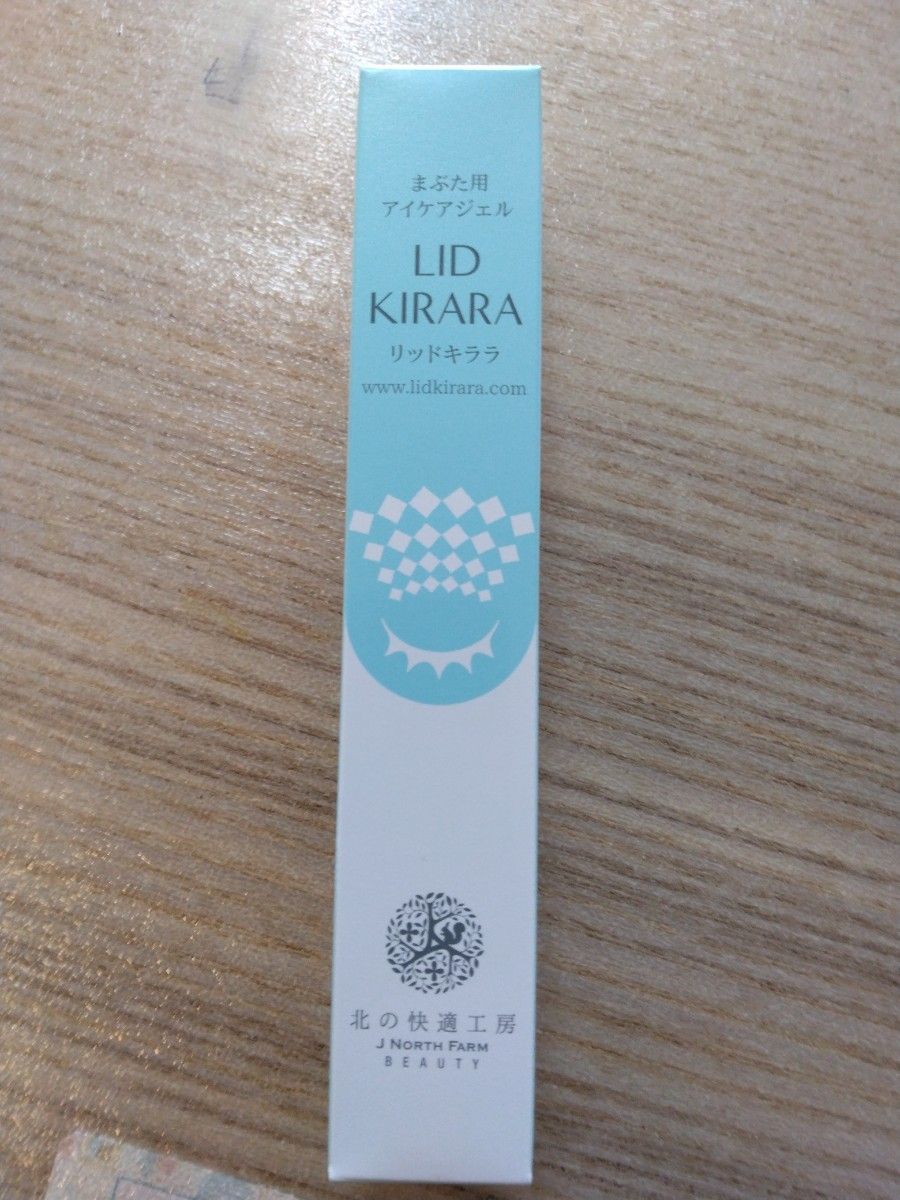 まぶた用
アイケアジェル
LID
KIRARA
リッドキララ
www.lidkirara.com
北の快適工房
J NORTH FARM
BEAUTY